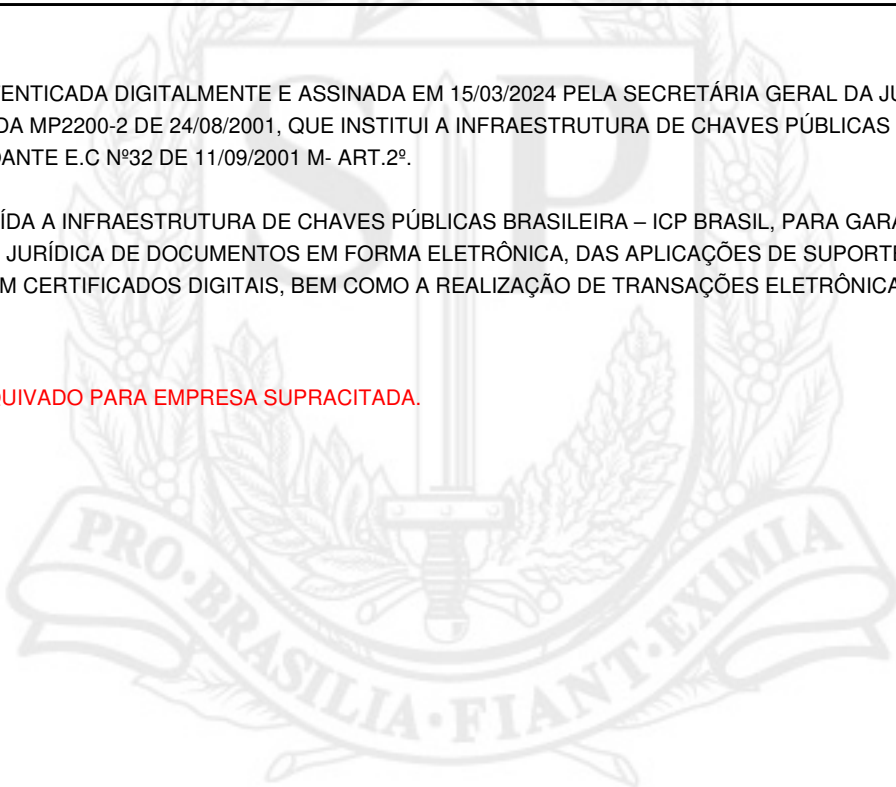 ENTICADA DIGITALMENTE E ASSINADA EM 15/03/2024 PELA SECRETÁRIA GERAL DA JU
DA MP2200-2 DE 24/08/2001, QUE INSTITUI A INFRAESTRUTURA DE CHAVES PÚBLICAS
DANTE E.C Nº32 DE 11/09/2001 M- ART.2º.
ÍDA A INFRAESTRUTURA DE CHAVES PÚBLICAS BRASILEIRA – ICP BRASIL, PARA GARA
JURÍDICA DE DOCUMENTOS EM FORMA ELETRÔNICA, DAS APLICAÇÕES DE SUPORTE
M CERTIFICADOS DIGITAIS, BEM COMO A REALIZAÇÃO DE TRANSAÇÕES ELETRÔNICA
UIVADO PARA EMPRESA SUPRACITADA.
SP
PRO·BRASILIA·FIANT·EXIMIA